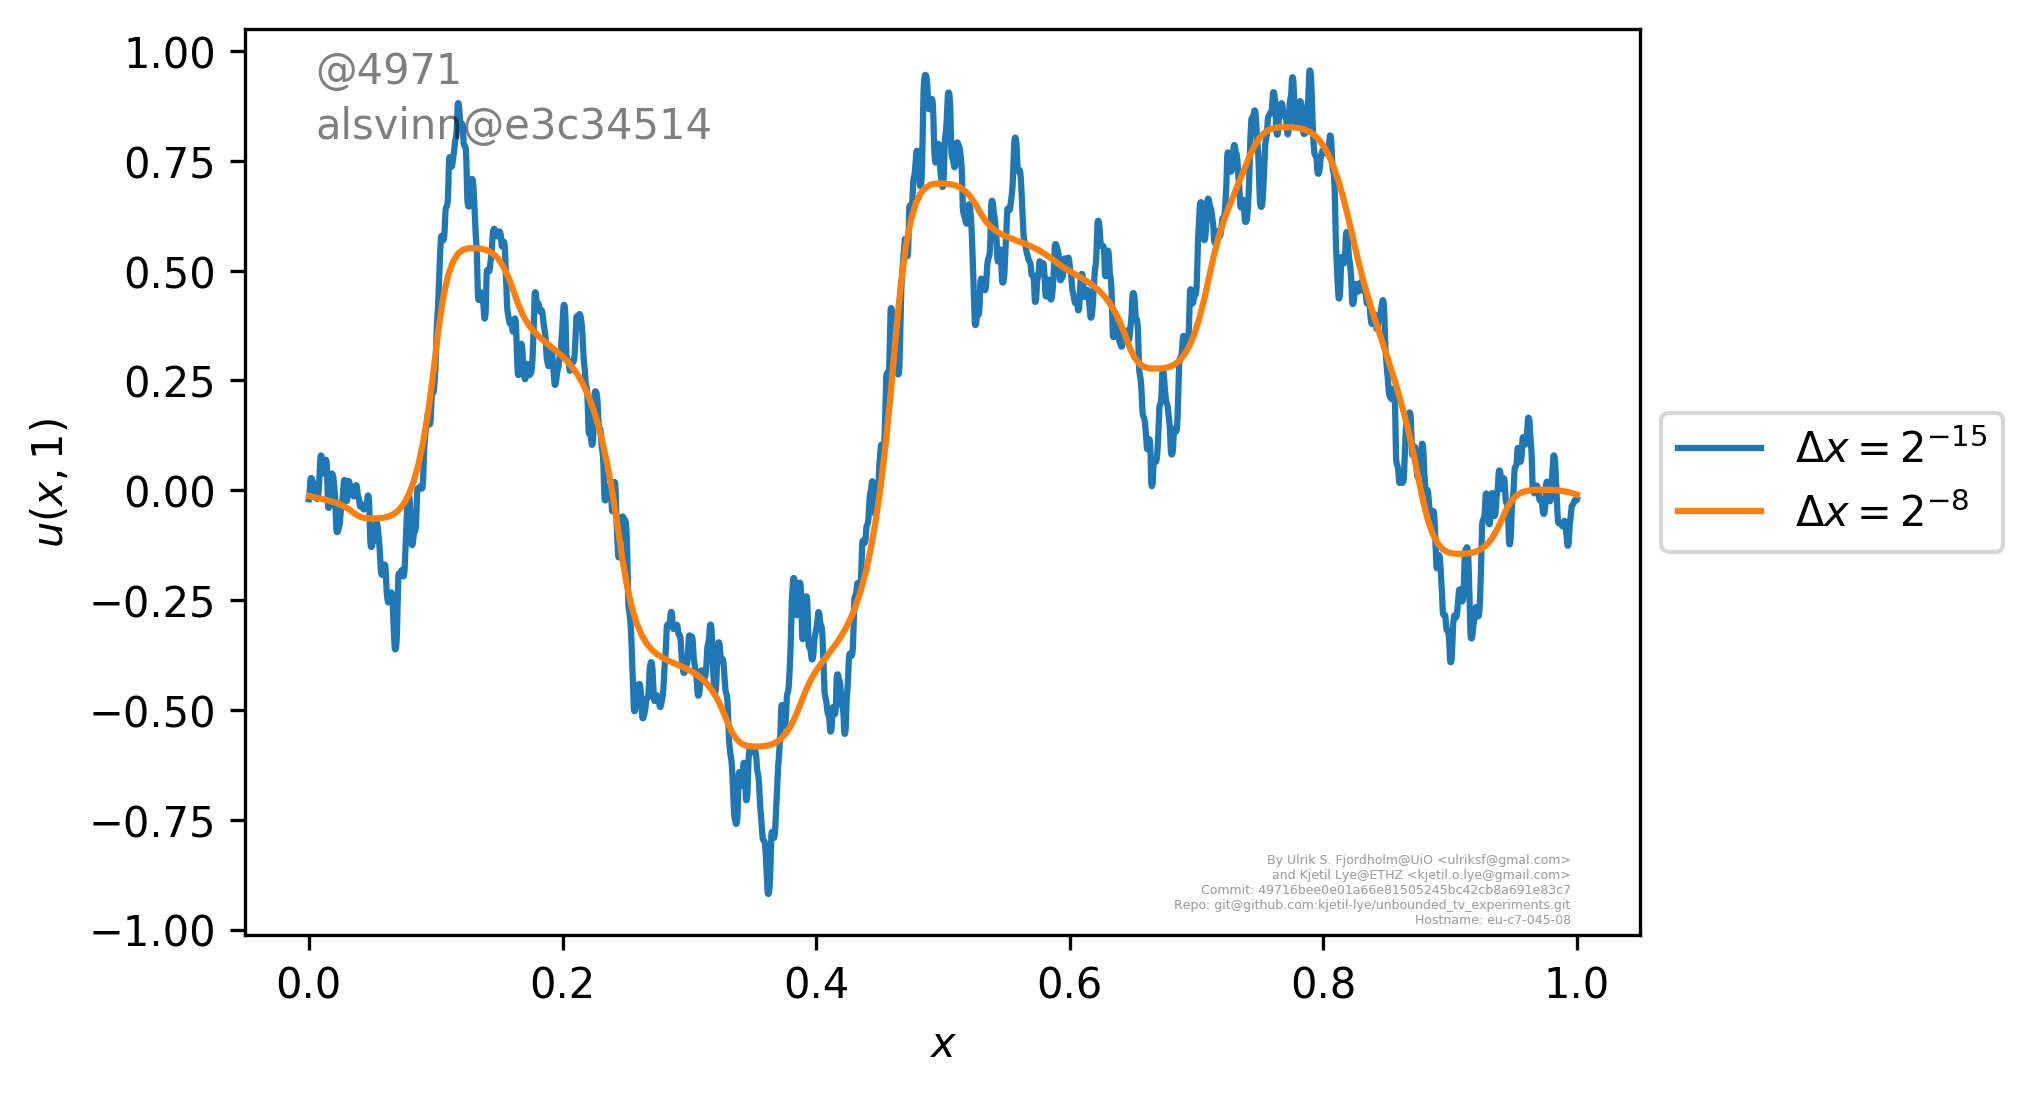 @4971
alsvinn@e3c34514
1.00
0.75
0.50
0.25
0.00
−0.25
−0.50
−0.75
−1.00
u(x, 1)
0.0 0.2 0.4 0.6 0.8 1.0
x
Δx = 2⁻¹⁵
Δx = 2⁻⁸
By Ulrik S. Fjordholm@UiO <ulriksf@gmal.com>
and Kjetil Lye@ETHZ <kjetil.o.lye@gmail.com>
Commit: 49716bee0e01a66e81505245bc42cb8a691e83c7
Repo: git@github.com:kjetil-lye/unbounded_tv_experiments.git
Hostname: eu-c7-045-08